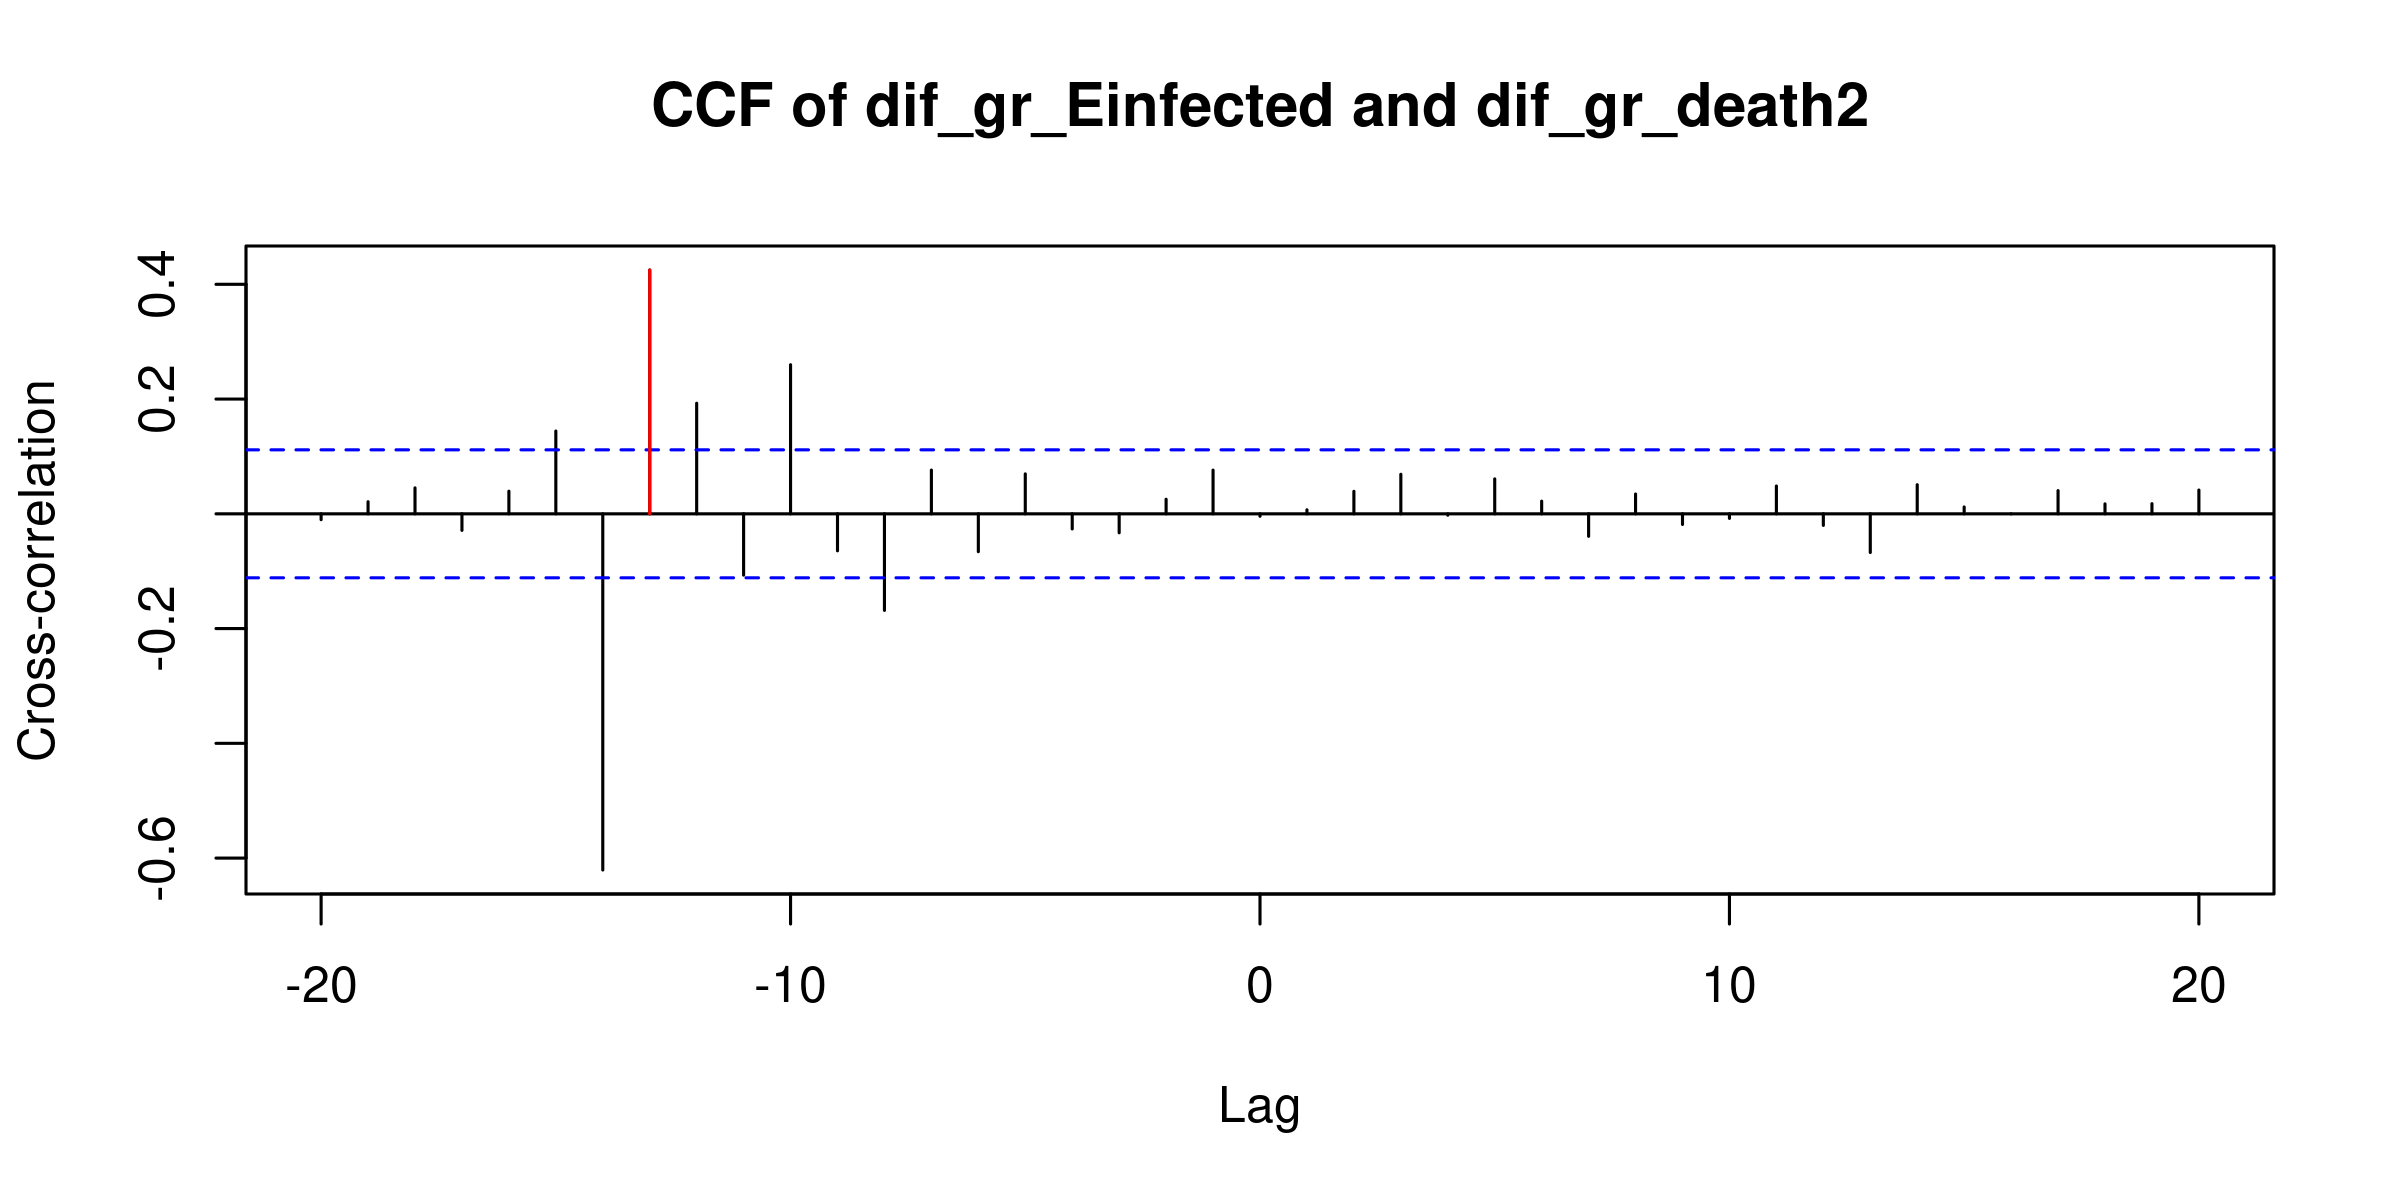 CCF of dif_gr_Einfected and dif_gr_death2
Cross-correlation
0.4
0.2
-0.2
-0.6
-20 -10 0 10 20
Lag